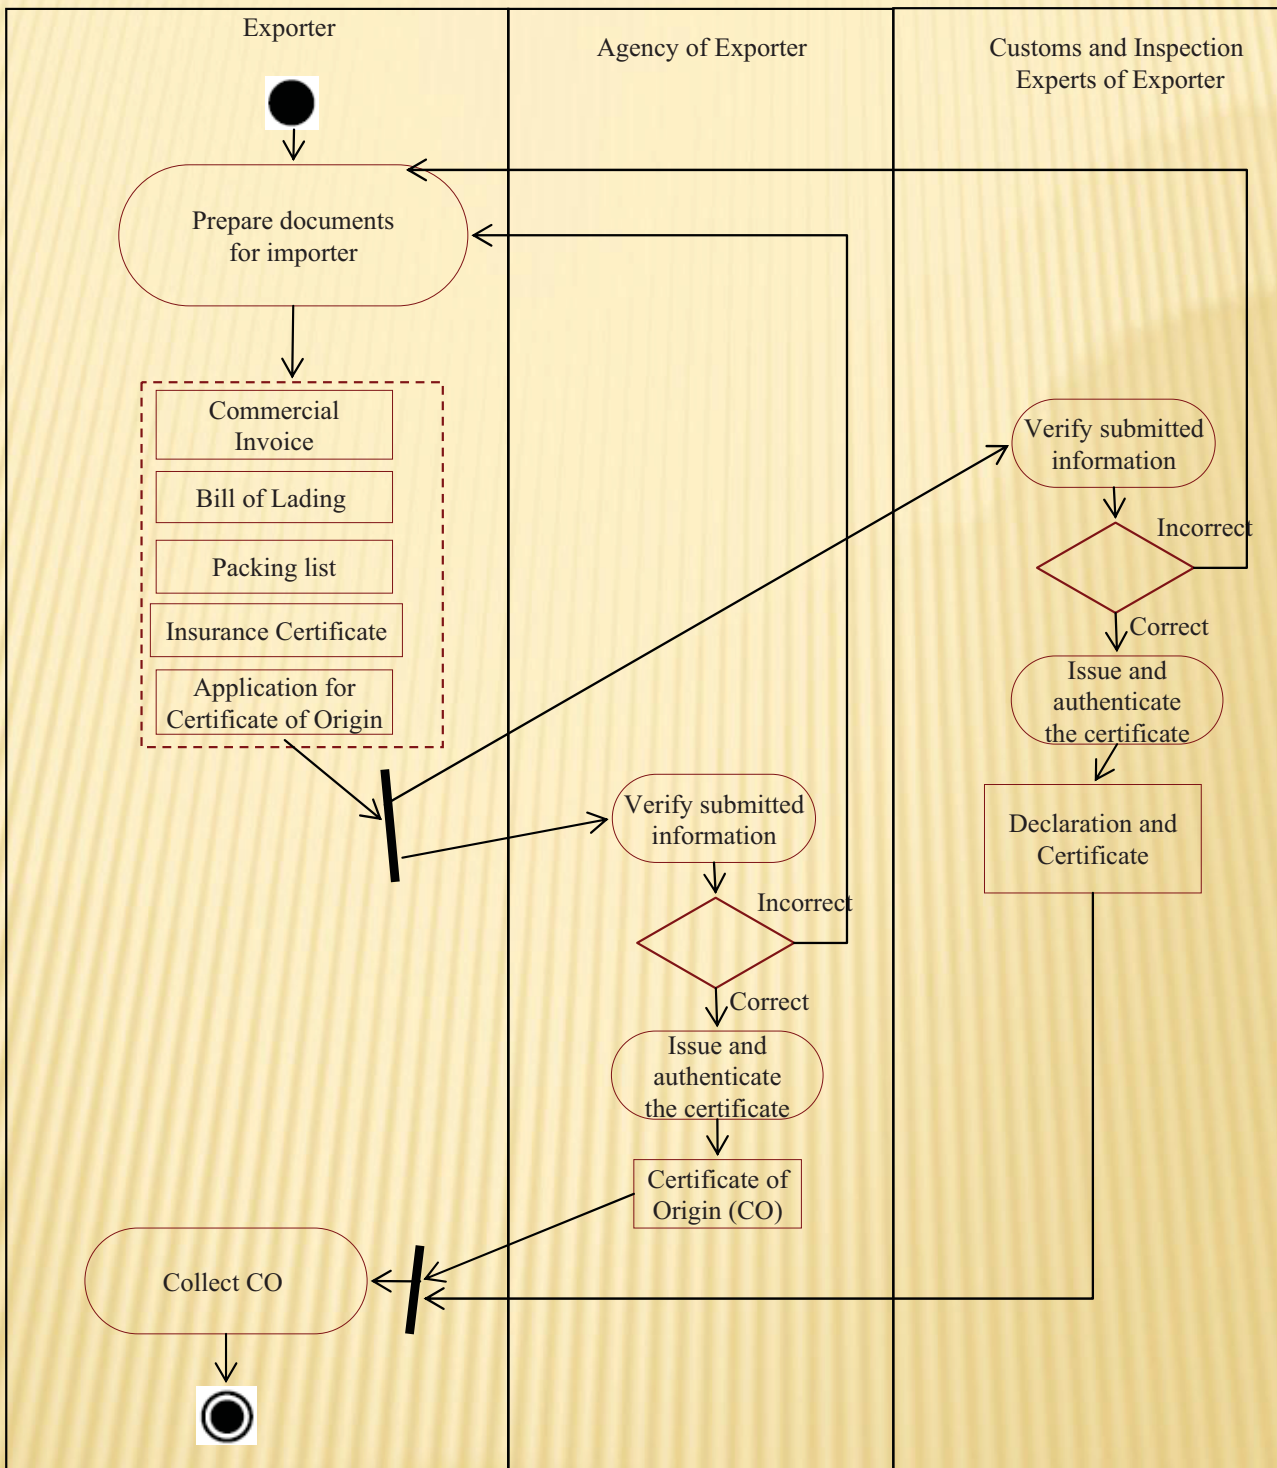 Exporter
Agency of Exporter
Customs and Inspection
Experts of Exporter
Prepare documents
for importer
Commercial
Invoice
Bill of Lading
Packing list
Insurance Certificate
Application for
Certificate of Origin
Verify submitted
information
Incorrect
Correct
Issue and
authenticate
the certificate
Declaration and
Certificate
Verify submitted
information
Incorrect
Correct
Issue and
authenticate
the certificate
Certificate of
Origin (CO)
Collect CO